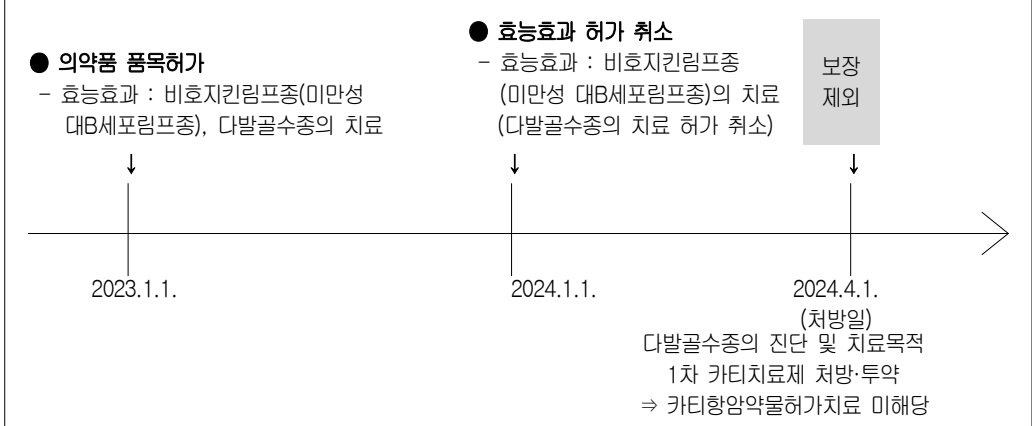 ● 의약품 품목허가
- 효능효과 : 비호지킨림프종(미만성
대B세포림프종), 다발골수종의 치료
● 효능효과 허가 취소
- 효능효과 : 비호지킨림프종
(미만성 대B세포림프종)의 치료
(다발골수종의 치료 허가 취소)
보장
제외
↓
↓
↓
2023.1.1.
2024.1.1.
2024.4.1.
(처방일)
다발골수종의 진단 및 치료목적
1차 카티치료제 처방·투약
⇒ 카티항암약물허가치료 미해당